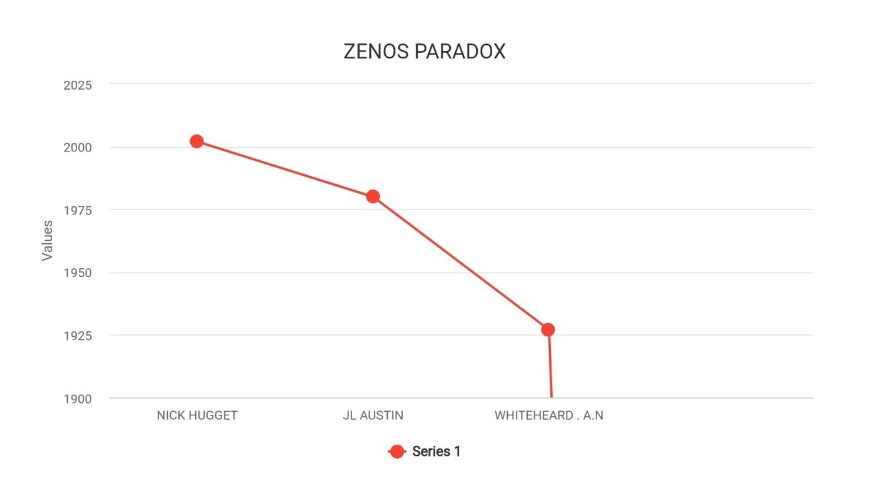 ZENOS PARADOX
2025
2000
1975
1950
1925
1900
Values
NICK HUGGET
JL AUSTIN
WHITEHEARD . A.N
Series 1